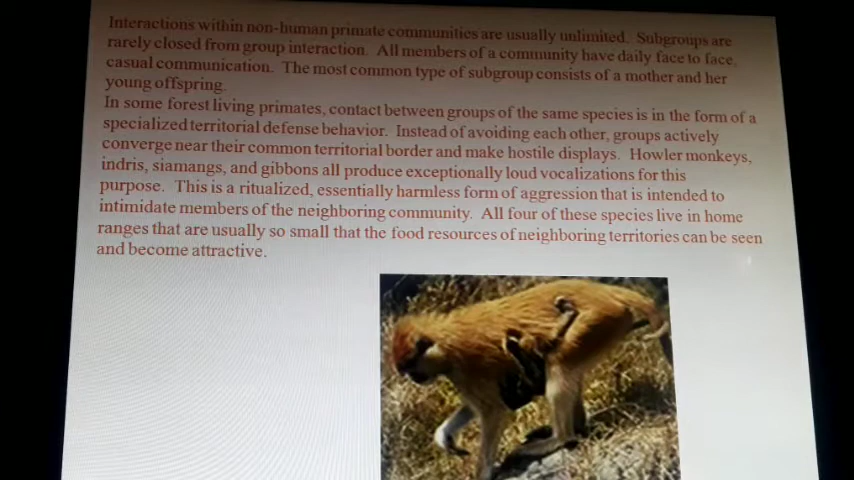 Interactions within non-human primate communities are usually unlimited. Subgroups are
rarely closed from group interaction. All members of a community have daily face to face,
casual communication. The most common type of subgroup consists of a mother and her
young offspring.
In some forest living primates, contact between groups of the same species is in the form of a
specialized territorial defense behavior. Instead of avoiding each other, groups actively
converge near their common territorial border and make hostile displays. Howler monkeys,
indris, siamangs, and gibbons all produce exceptionally loud vocalizations for this
purpose. This is a ritualized, essentially harmless form of aggression that is intended to
intimidate members of the neighboring community. All four of these species live in home
ranges that are usually so small that the food resources of neighboring territories can be seen
and become attractive.